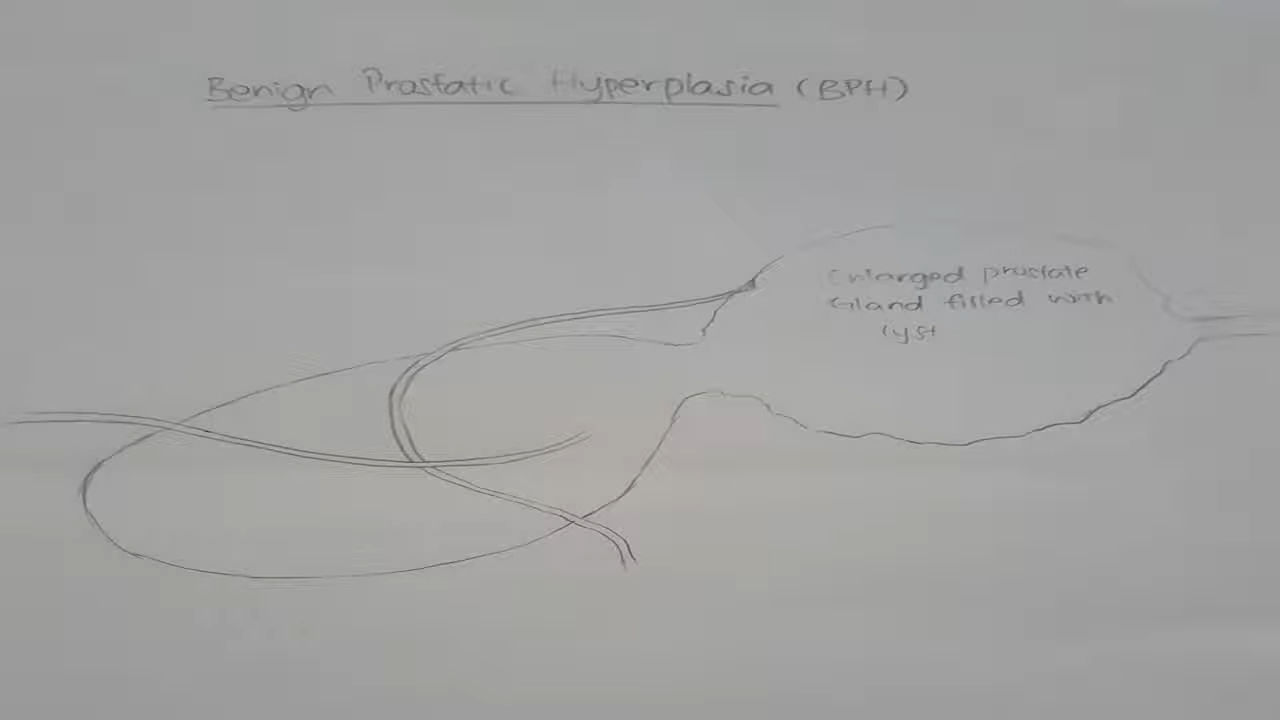 Benign Prostatic Hyperplasia (BPH)
Enlarged prostate
Gland filled with
cyst